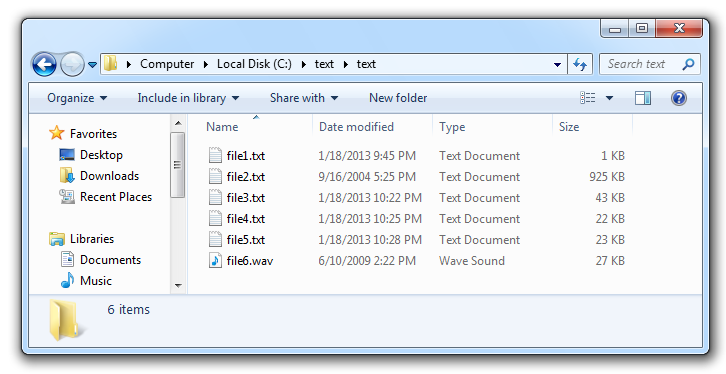 Computer Local Disk (C:) text text Search text
Organize Include in library Share with New folder
Favorites
Desktop
Downloads
Recent Places
Libraries
Documents
Music
Name Date modified Type Size
file1.txt 1/18/2013 9:45 PM Text Document 1 KB
file2.txt 9/16/2004 5:25 PM Text Document 925 KB
file3.txt 1/18/2013 10:22 PM Text Document 43 KB
file4.txt 1/18/2013 10:25 PM Text Document 22 KB
file5.txt 1/18/2013 10:28 PM Text Document 23 KB
file6.wav 6/10/2009 2:22 PM Wave Sound 27 KB
6 items